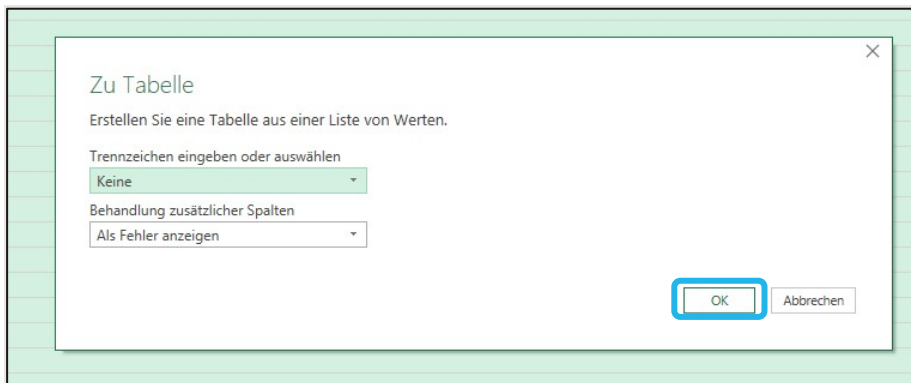 Zu Tabelle
Erstellen Sie eine Tabelle aus einer Liste von Werten.
Trennzeichen eingeben oder auswählen
Keine
Behandlung zusätzlicher Spalten
Als Fehler anzeigen
OK Abbrechen